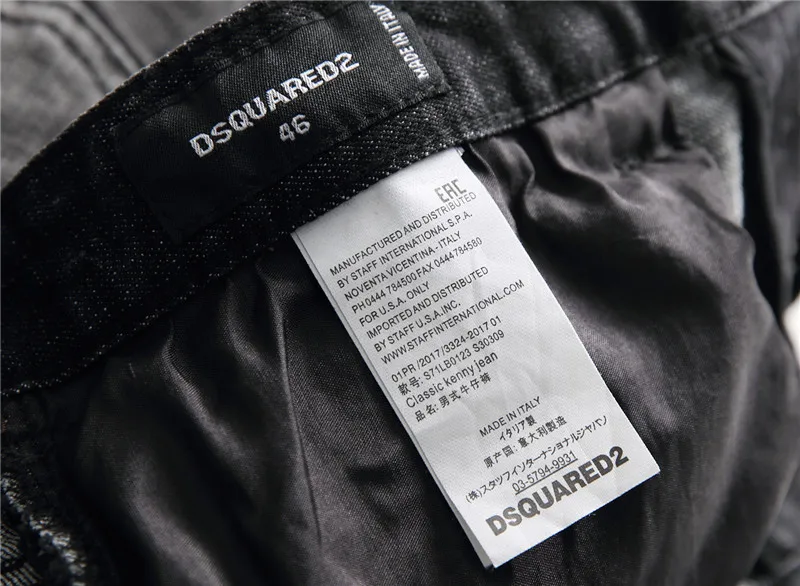 DSQUARED2
46
MADE IN ITALY
EAC
MANUFACTURED AND DISTRIBUTED
BY STAFF INTERNATIONAL S.P.A.
NOVENTA VICENTINA - ITALY
PH 0444 784500 FAX 0444784580
FOR U.S.A. ONLY
IMPORTED AND DISTRIBUTED
BY STAFF U.S.A.INC.
WWW.STAFFINTERNATIONAL.COM
01PR/2017/3324-2017 01
款号: S71LB0123 S30309
Classic kenny jean
品名: 男式牛仔裤
MADE IN ITALY
イタリア製
原产国: 意大利製造
(株)スタッフインターナショナルジャパン
03-5794-9931
DSQUARED2